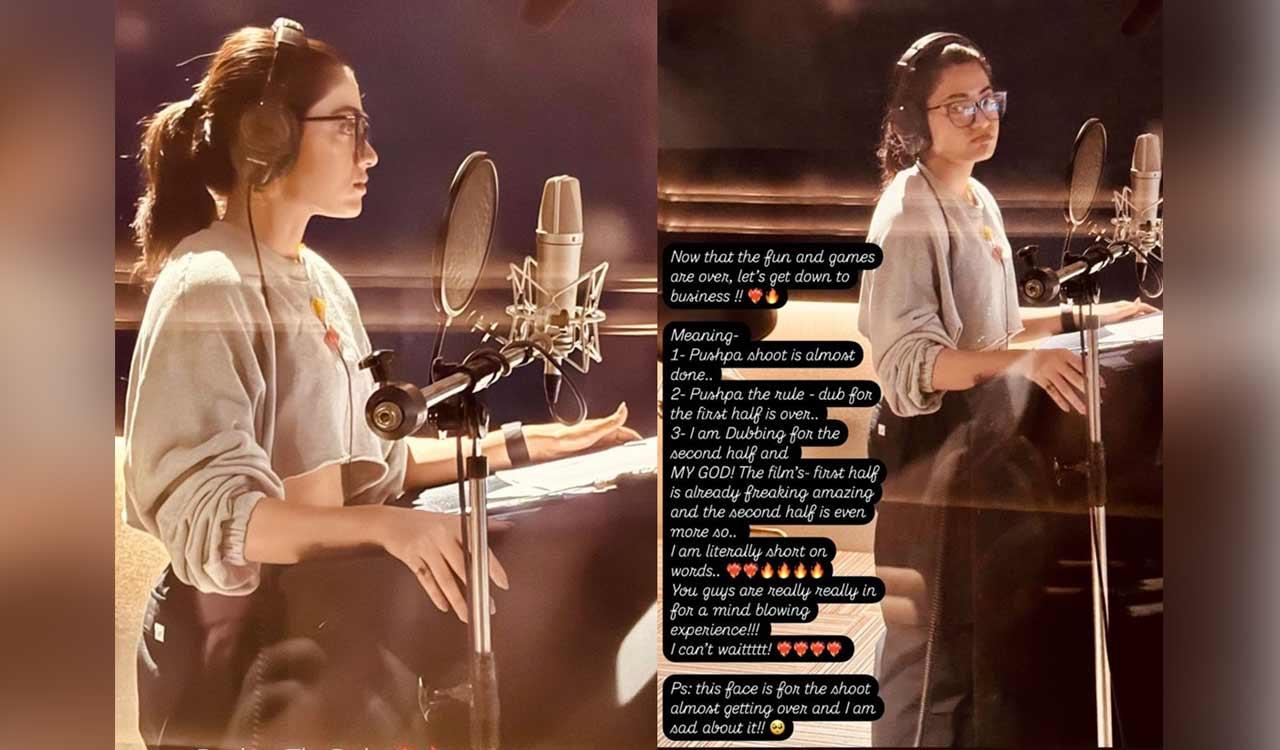 Now that the fun and games
are over, let's get down to
business !! ❤️‍🔥🔥
Meaning-
1- Pushpa shoot is almost
done..
2- Pushpa the rule - dub for
the first half is over..
3- I am Dubbing for the
second half and
MY GOD! The film's- first half
is already freaking amazing
and the second half is even
more so..
I am literally short on
words.. ❤️‍🔥❤️‍🔥🔥🔥🔥🔥
You guys are really really in
for a mind blowing
experience!!!
I can't waittttt! ❤️‍🔥❤️‍🔥❤️‍🔥❤️‍🔥
Ps: this face is for the shoot
almost getting over and I am
sad about it!! 🥺